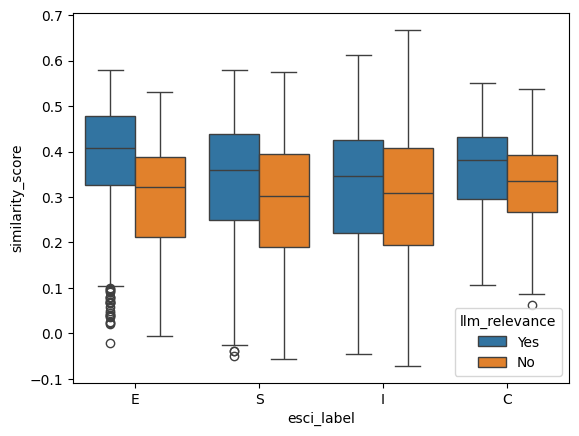 0.7
0.6
0.5
0.4
0.3
0.2
0.1
0.0
−0.1
similarity_score
E S I C
esci_label
llm_relevance
Yes
No